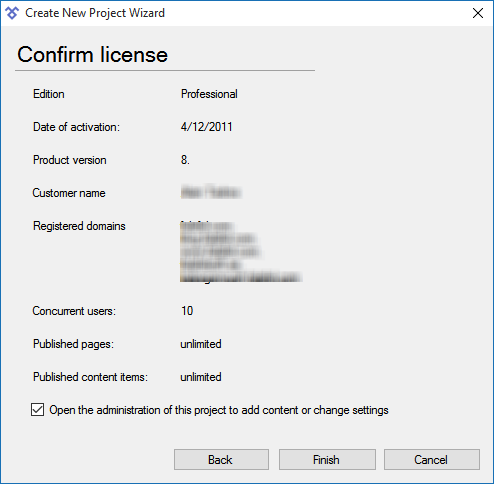 Create New Project Wizard
Confirm license
Edition Professional
Date of activation: 4/12/2011
Product version 8.
Customer name
Registered domains
Concurrent users: 10
Published pages: unlimited
Published content items: unlimited
Open the administration of this project to add content or change settings
Back Finish Cancel